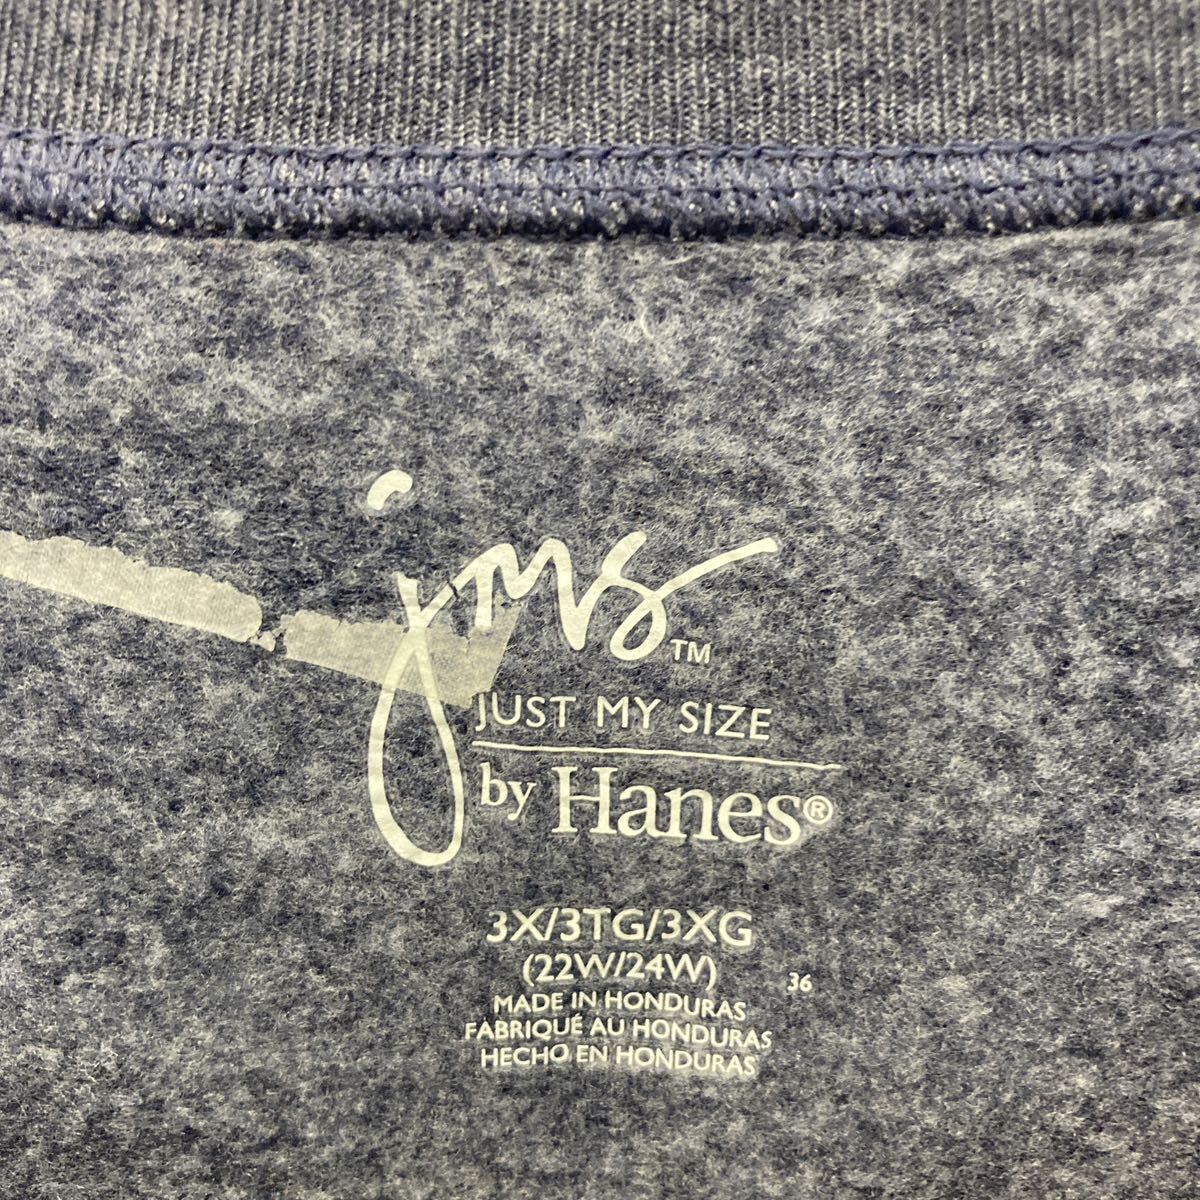 jms™
JUST MY SIZE
by Hanes®
3X/3TG/3XG
(22W/24W)
36
MADE IN HONDURAS
FABRIQUÉ AU HONDURAS
HECHO EN HONDURAS